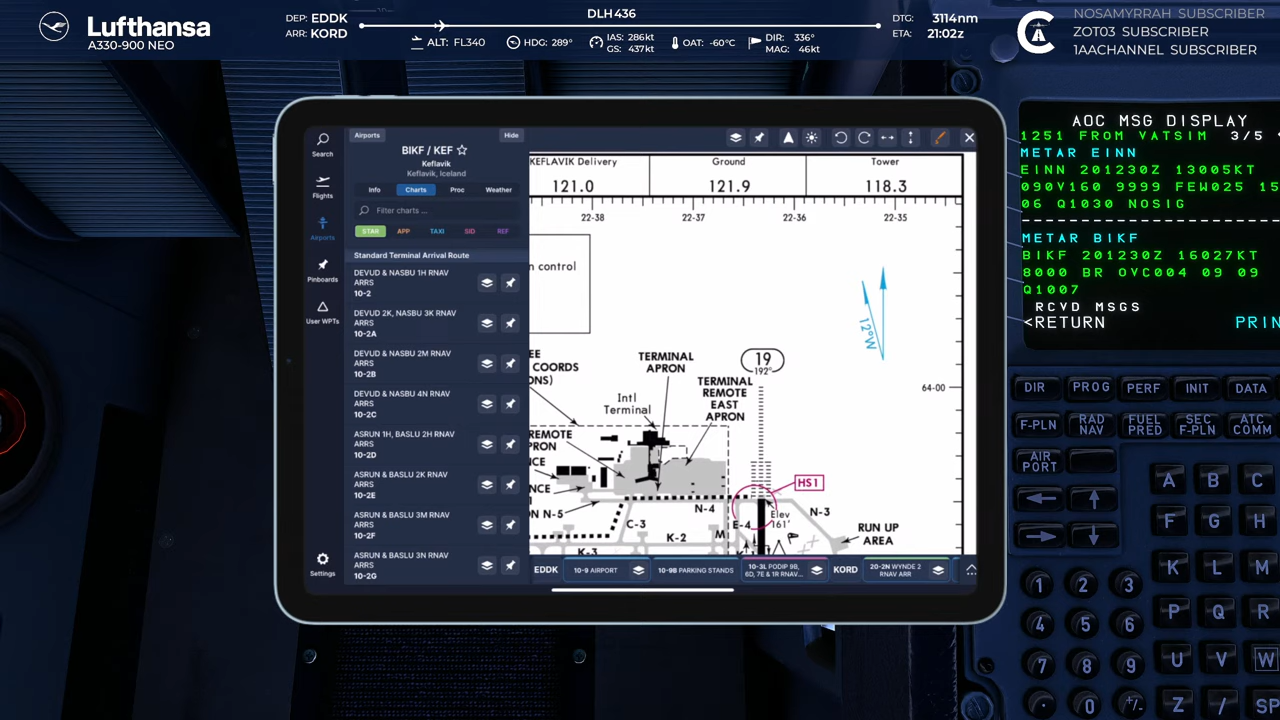 Lufthansa
A330-900 NEO
DEP: EDDK
ARR: KORD
DLH436
ALT: FL340
HDG: 289°
IAS: 286kt
GS: 437kt
OAT: -60°C
DIR: 336°
MAG: 46kt
DTG: 3114nm
ETA: 21:02z
NOSAMYRRAH SUBSCRIBER
ZOT03 SUBSCRIBER
1AACHANNEL SUBSCRIBER
Search
Flights
Airports
Pinboards
User WPTs
Settings
Airports
Hide
BIKF / KEF
Keflavik
Keflavik, Iceland
Info
Charts
Proc
Weather
Filter charts ...
STAR
APP
TAXI
SID
REF
Standard Terminal Arrival Route
DEVUD & NASBU 1H RNAV
ARRS
10-2
DEVUD 2K, NASBU 3K RNAV
ARRS
10-2A
DEVUD & NASBU 2M RNAV
ARRS
10-2B
DEVUD & NASBU 4N RNAV
ARRS
10-2C
ASRUN 1H, BASLU 2H RNAV
ARRS
10-2D
ASRUN & BASLU 2K RNAV
ARRS
10-2E
ASRUN & BASLU 3M RNAV
ARRS
10-2F
ASRUN & BASLU 3N RNAV
ARRS
10-2G
KEFLAVIK Delivery
121.0
Ground
121.9
Tower
118.3
22-38
22-37
22-36
22-35
n control
12°W
64-00
19
192°
COORDS
TERMINAL
APRON
TERMINAL
REMOTE
EAST
APRON
Intl
Terminal
REMOTE
N-5
C-3
K-3
K-2
N-4
E-4
M
HS1
Elev
161'
N-3
RUN UP
AREA
EDDK
10-9 AIRPORT
10-9B PARKING STANDS
10-3L PODIP 9B,
6D, 7E & 1R RNAV...
KORD
20-2N WYNDE 2
RNAV ARR
AOC MSG DISPLAY
1251 FROM VATSIM 3/5
METAR EINN
EINN 201230Z 13005KT
090V160 9999 FEW025 15
06 Q1030 NOSIG
METAR BIKF
BIKF 201230Z 16027KT
8000 BR OVC004 09 09
Q1007
RCVD MSGS
<RETURN
PRIN
DIR
PROG
PERF
INIT
DATA
F-PLN
RAD
NAV
FUEL
PRED
SEC
F-PLN
ATC
COMM
AIR
PORT
A B C
F G H
K L M
P Q R
U V W
Z / SP
1 2 3
4 5 6
7 8 9
. 0 +/-